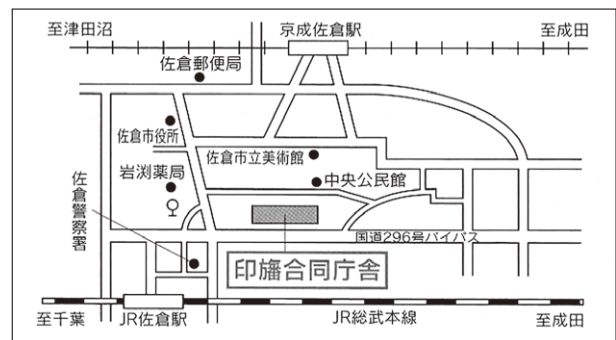 至津田沼
京成佐倉駅
至成田
佐倉郵便局
佐倉市役所
佐倉市立美術館
岩渕薬局
中央公民館
佐倉警察署
国道296号バイパス
印旛合同庁舎
至千葉
JR佐倉駅
JR総武本線
至成田